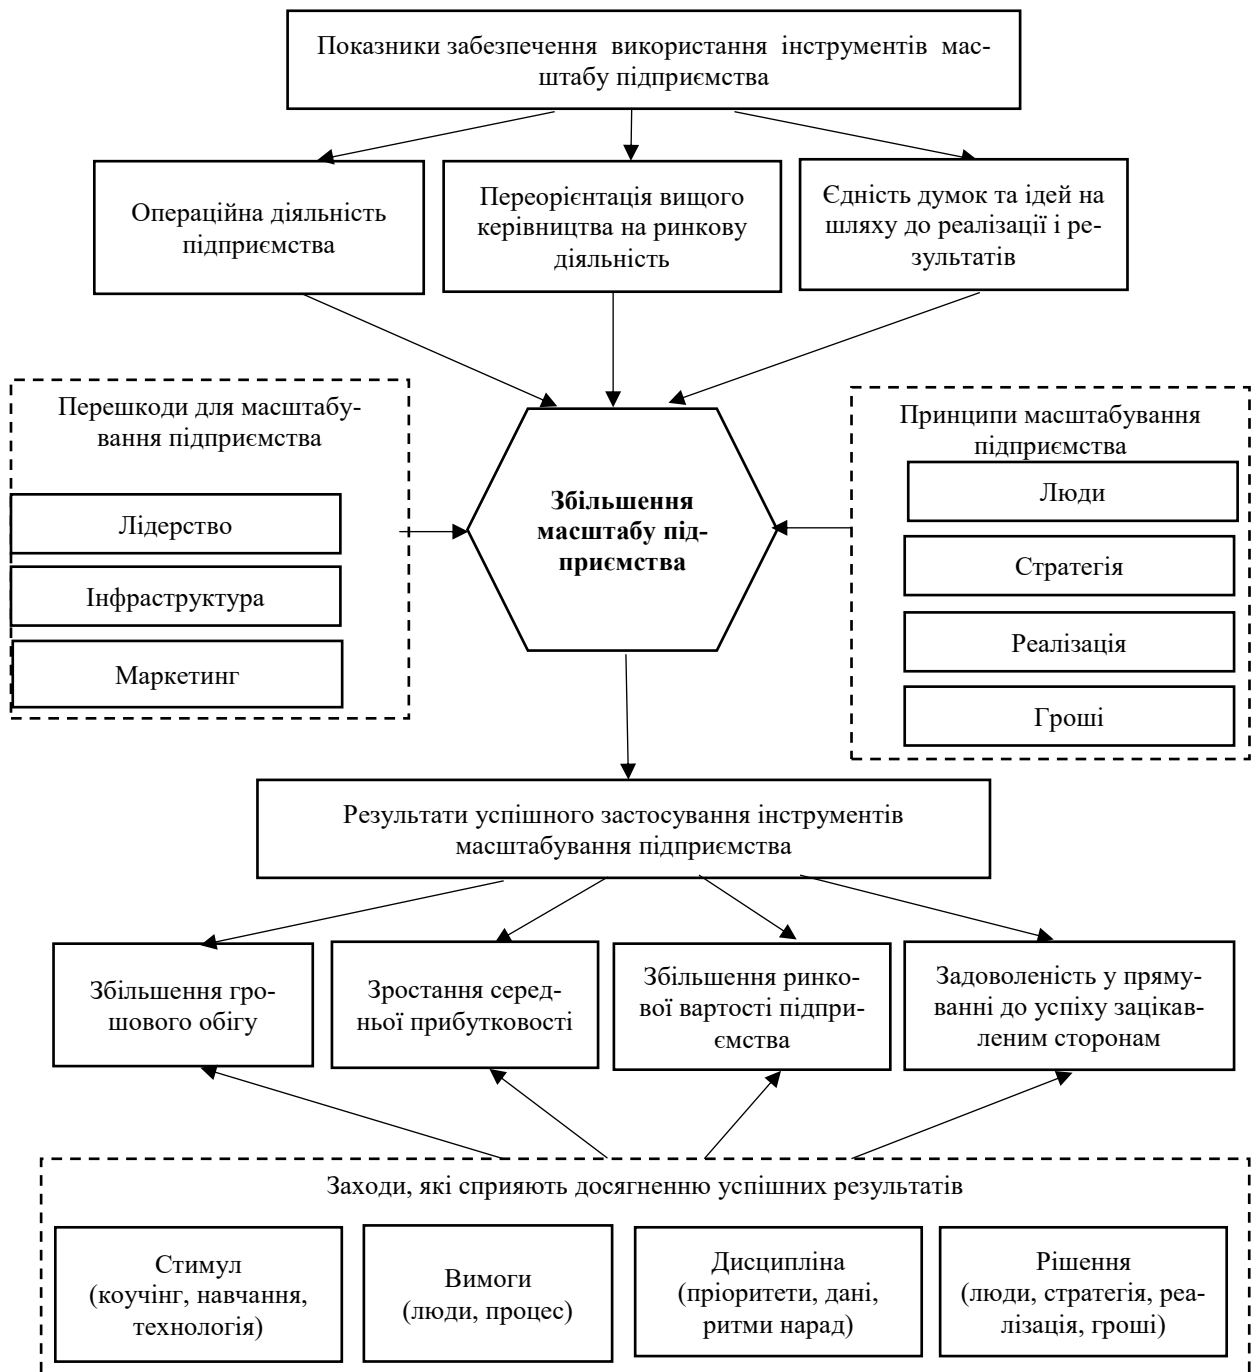 Показники забезпечення використання інструментів мас-
штабу підприємства
Операційна діяльність
підприємства
Переорієнтація вищого
керівництва на ринкову
діяльність
Єдність думок та ідей на
шляху до реалізації і ре-
зультатів
Перешкоди для масштабу-
вання підприємства
Лідерство
Інфраструктура
Маркетинг
Збільшення
масштабу під-
приємства
Принципи масштабування
підприємства
Люди
Стратегія
Реалізація
Гроші
Результати успішного застосування інструментів
масштабування підприємства
Збільшення гро-
шового обігу
Зростання серед-
ньої прибутковості
Збільшення ринко-
вої вартості підпри-
ємства
Задоволеність у пряму-
ванні до успіху зацікав-
леним сторонам
Заходи, які сприяють досягненню успішних результатів
Стимул
(коучінг, навчання,
технологія)
Вимоги
(люди, процес)
Дисципліна
(пріоритети, дані,
ритми нарад)
Рішення
(люди, стратегія, реа-
лізація, гроші)